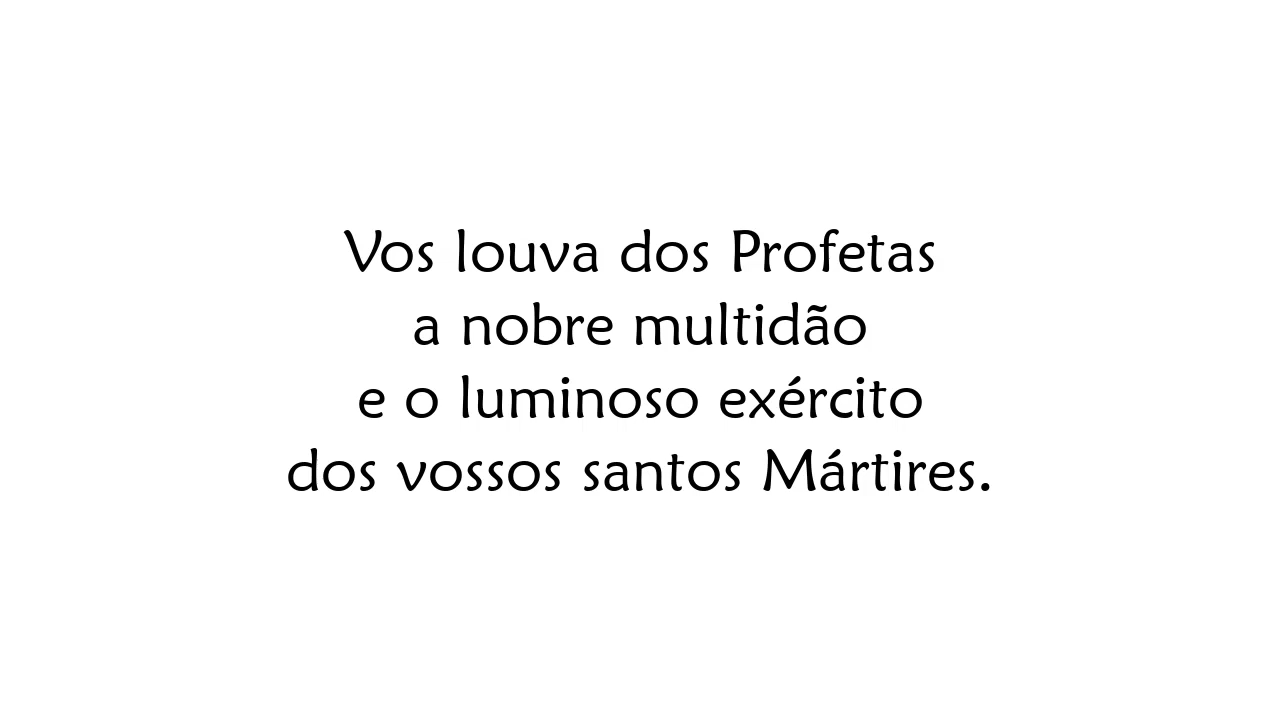 Vos louva dos Profetas
a nobre multidão
e o luminoso exército
dos vossos santos Mártires.